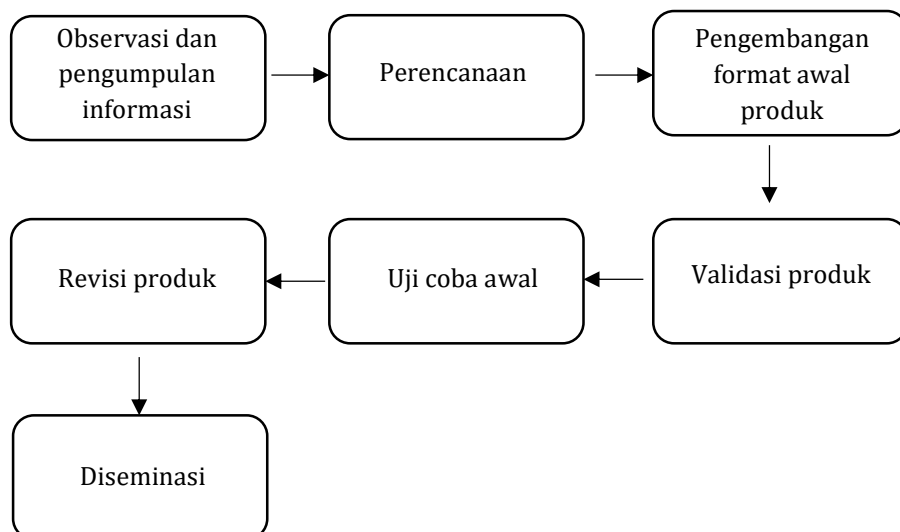 Observasi dan
pengumpulan
informasi
Perencanaan
Pengembangan
format awal
produk
Validasi produk
Uji coba awal
Revisi produk
Diseminasi